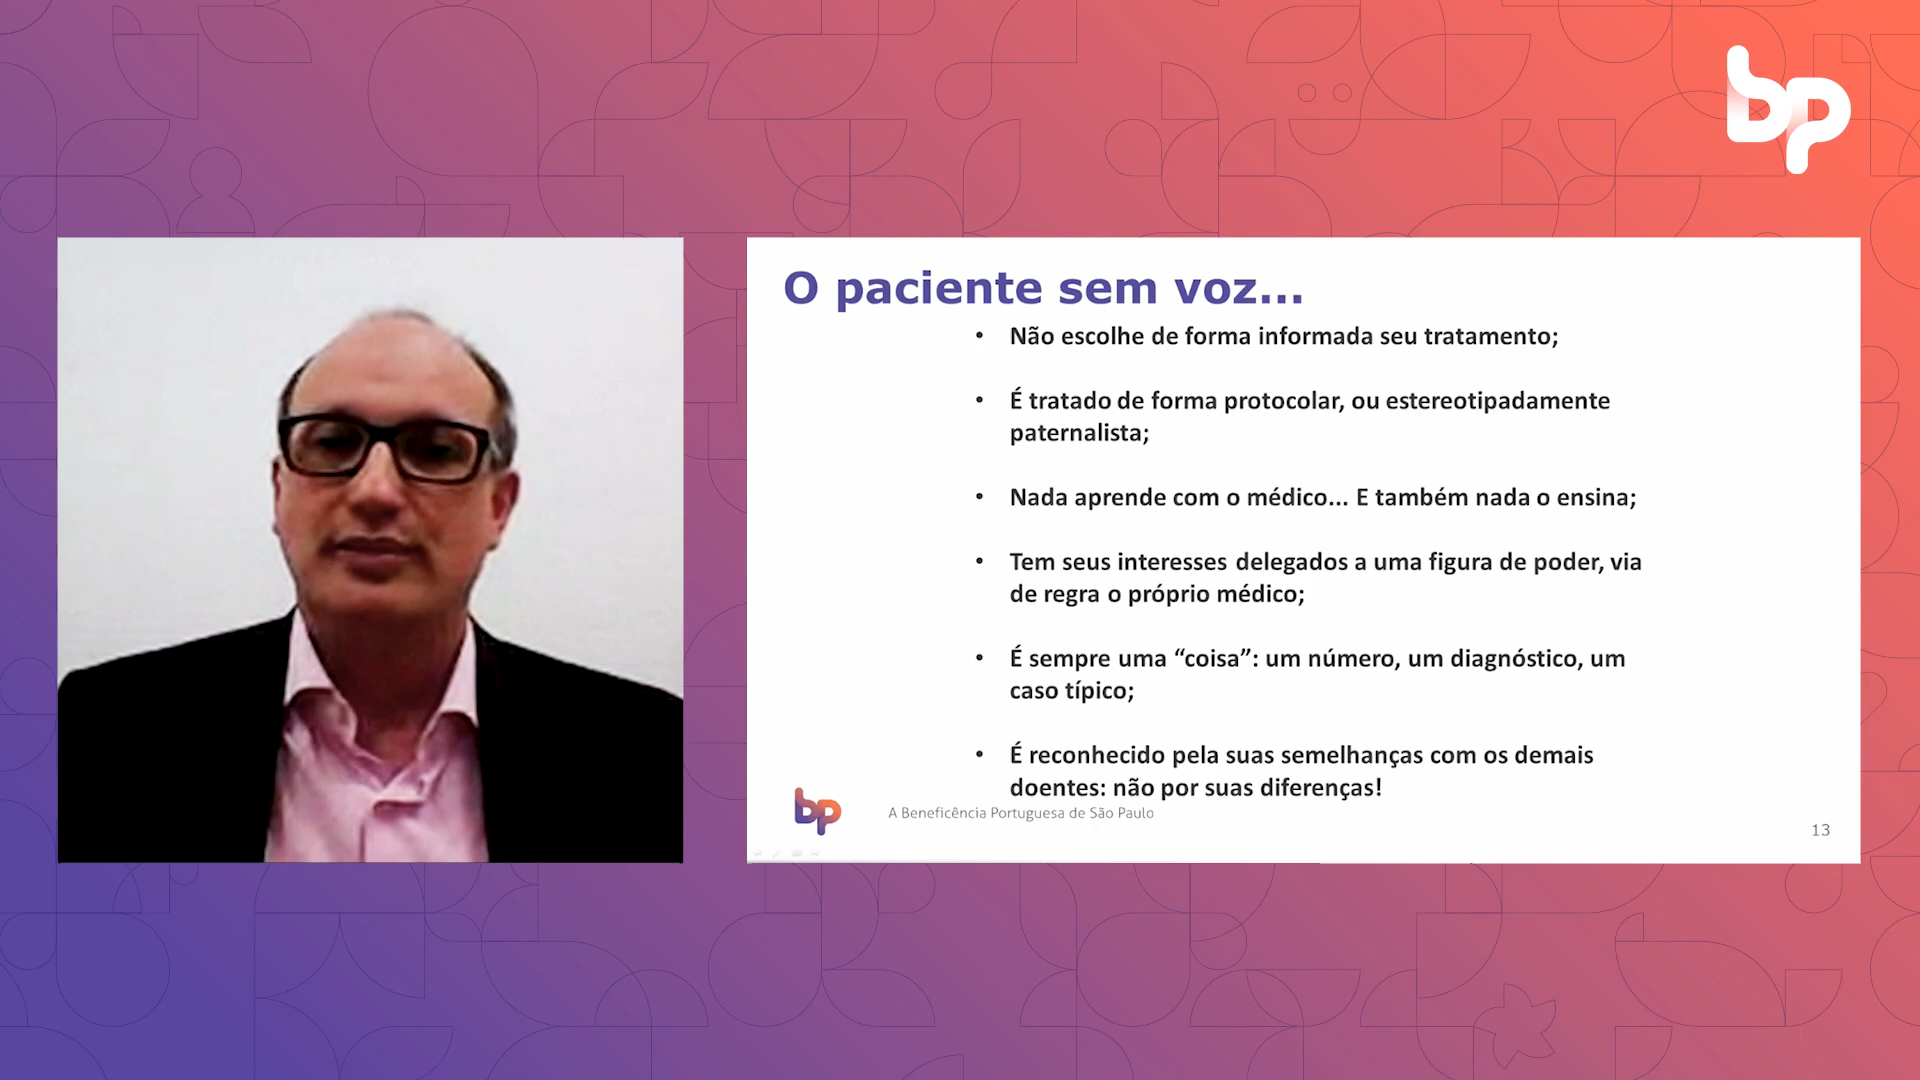 bp
O paciente sem voz...
• Não escolhe de forma informada seu tratamento;
• É tratado de forma protocolar, ou estereotipadamente
paternalista;
• Nada aprende com o médico... E também nada o ensina;
• Tem seus interesses delegados a uma figura de poder, via
de regra o próprio médico;
• É sempre uma “coisa”: um número, um diagnóstico, um
caso típico;
• É reconhecido pela suas semelhanças com os demais
doentes: não por suas diferenças!
bp
A Beneficência Portuguesa de São Paulo
13